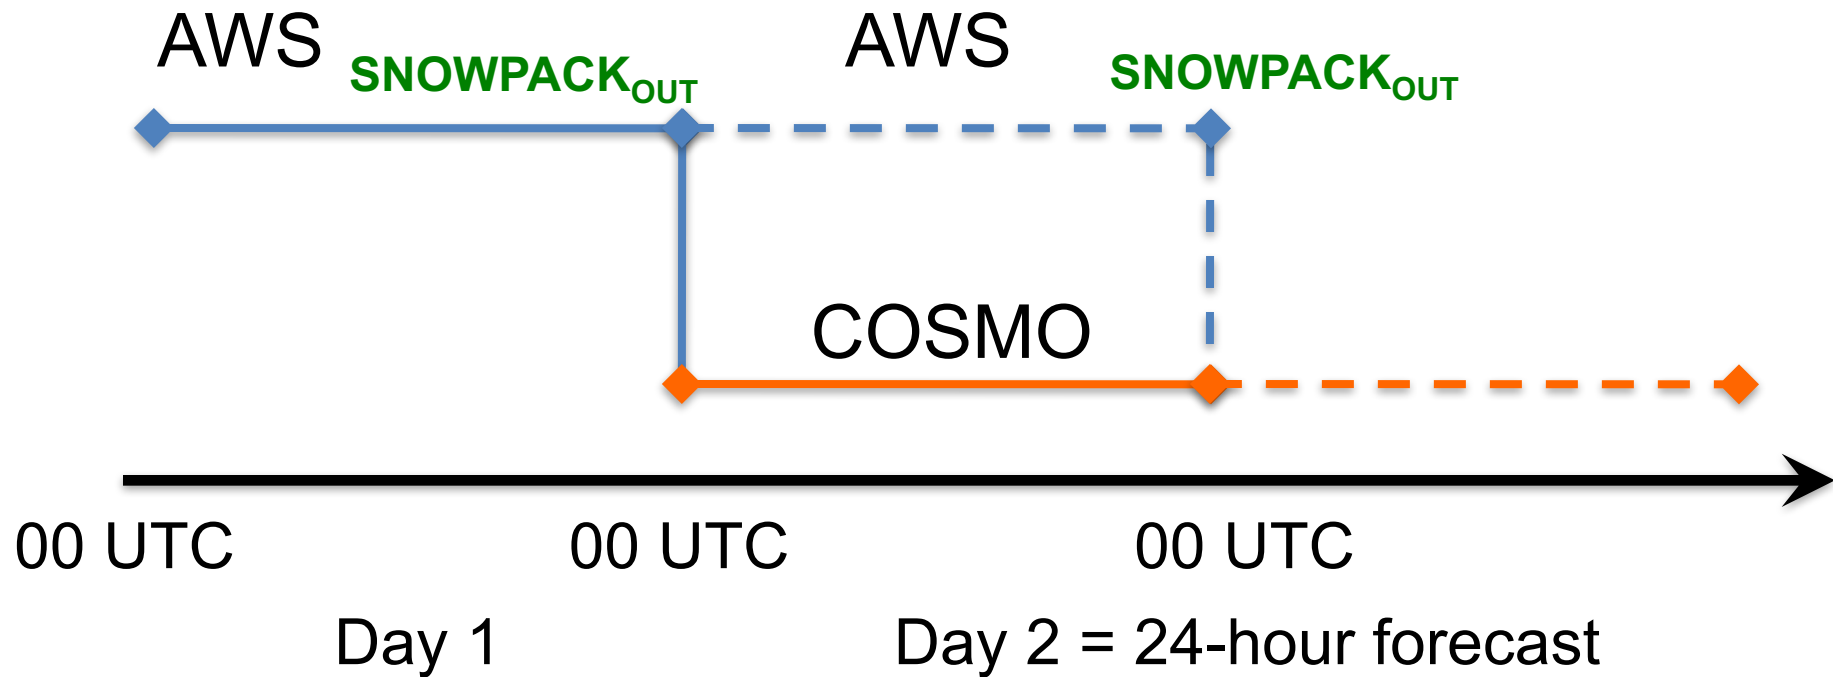 AWS
SNOWPACKOUT
AWS
SNOWPACKOUT
COSMO
00 UTC
00 UTC
00 UTC
Day 1
Day 2 = 24-hour forecast